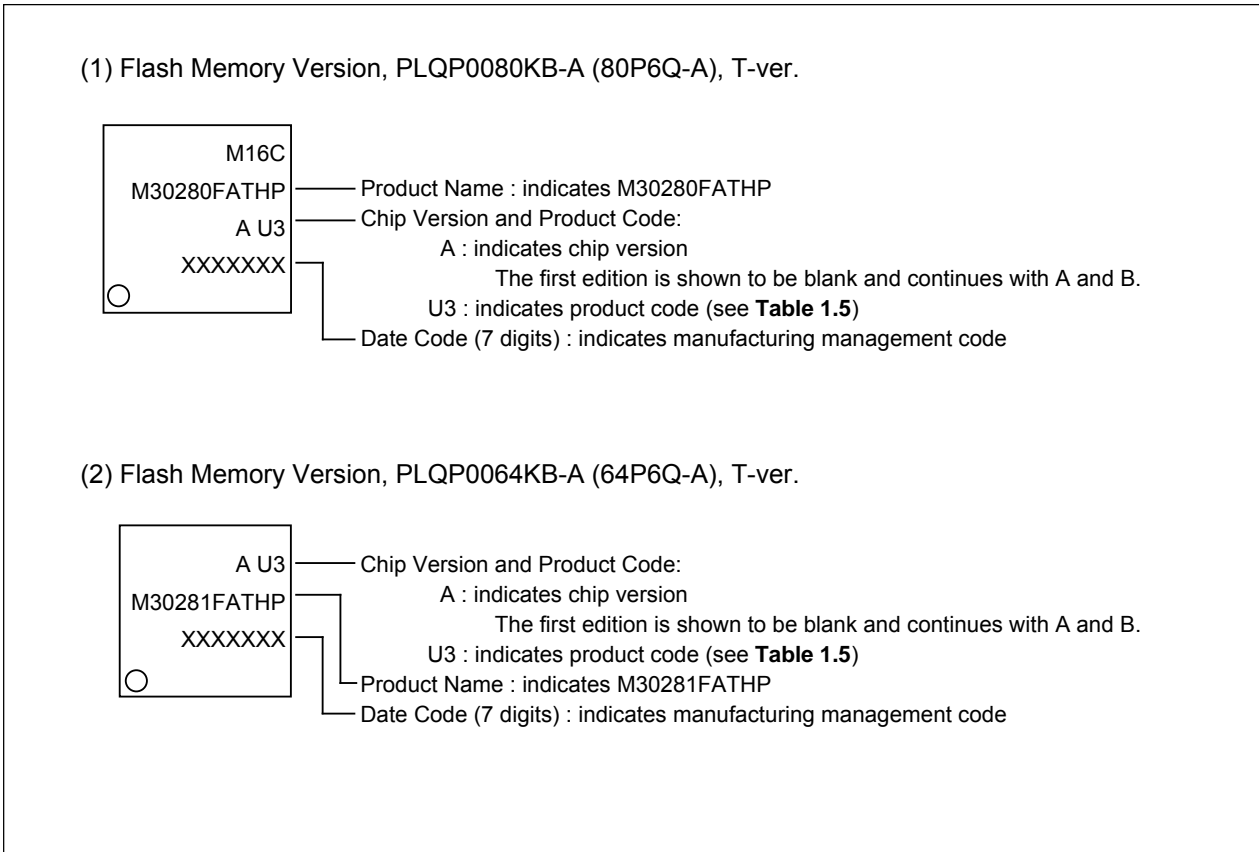 (1) Flash Memory Version, PLQP0080KB-A (80P6Q-A), T-ver.
M16C
M30280FATHP
A U3
XXXXXXX
Product Name : indicates M30280FATHP
Chip Version and Product Code:
A : indicates chip version
The first edition is shown to be blank and continues with A and B.
U3 : indicates product code (see Table 1.5)
Date Code (7 digits) : indicates manufacturing management code
(2) Flash Memory Version, PLQP0064KB-A (64P6Q-A), T-ver.
A U3
M30281FATHP
XXXXXXX
Chip Version and Product Code:
A : indicates chip version
The first edition is shown to be blank and continues with A and B.
U3 : indicates product code (see Table 1.5)
Product Name : indicates M30281FATHP
Date Code (7 digits) : indicates manufacturing management code